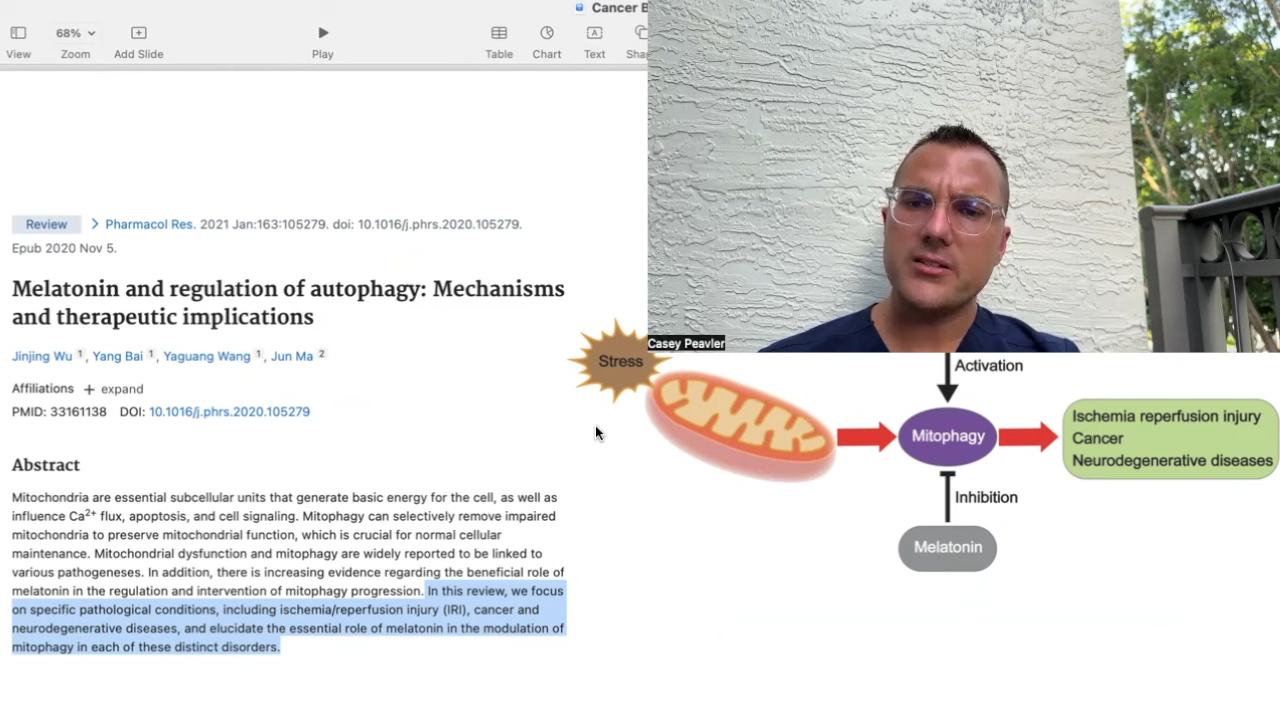 Cancer B
68%
View
Zoom
Add Slide
Play
Table
Chart
Text
Sha
Review
Pharmacol Res. 2021 Jan:163:105279. doi: 10.1016/j.phrs.2020.105279.
Epub 2020 Nov 5.
Melatonin and regulation of autophagy: Mechanisms
and therapeutic implications
Jinjing Wu 1, Yang Bai 1, Yaguang Wang 1, Jun Ma 2
Affiliations + expand
PMID: 33161138 DOI: 10.1016/j.phrs.2020.105279
Abstract
Mitochondria are essential subcellular units that generate basic energy for the cell, as well as
influence Ca2+ flux, apoptosis, and cell signaling. Mitophagy can selectively remove impaired
mitochondria to preserve mitochondrial function, which is crucial for normal cellular
maintenance. Mitochondrial dysfunction and mitophagy are widely reported to be linked to
various pathogeneses. In addition, there is increasing evidence regarding the beneficial role of
melatonin in the regulation and intervention of mitophagy progression. In this review, we focus
on specific pathological conditions, including ischemia/reperfusion injury (IRI), cancer and
neurodegenerative diseases, and elucidate the essential role of melatonin in the modulation of
mitophagy in each of these distinct disorders.
Casey Peavler
Stress
Activation
Mitophagy
Ischemia reperfusion injury
Cancer
Neurodegenerative diseases
Inhibition
Melatonin